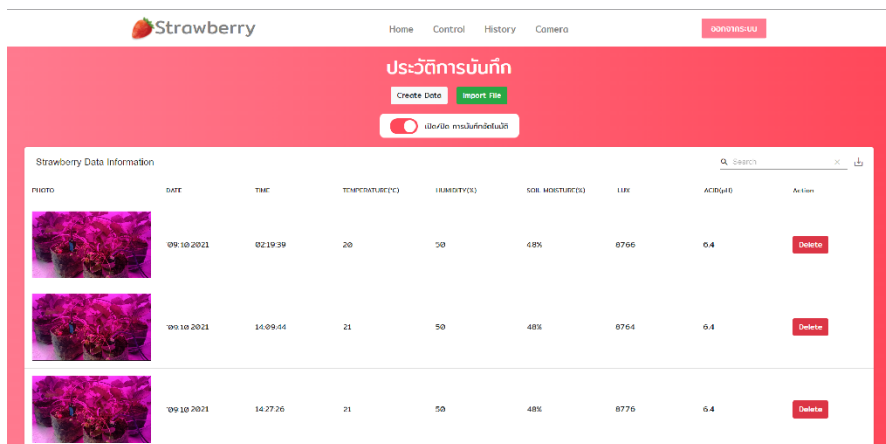 Strawberry Home Control History Camera ออกจากระบบ
ประวัติการบันทึก
Create Data Import File
เปิด/ปิด การบันทึกอัตโนมัติ
Strawberry Data Information Search
PHOTO DATE TIME TEMPERATURE(°C) HUMIDITY(%) SOIL MOISTURE(%) LUX ACID(pH) Action
09:10:2021 02:19:39 20 50 48% 8766 6.4 Delete
09:10:2021 14:09:44 21 50 48% 8764 6.4 Delete
09:10:2021 14:27:26 21 50 48% 8776 6.4 Delete